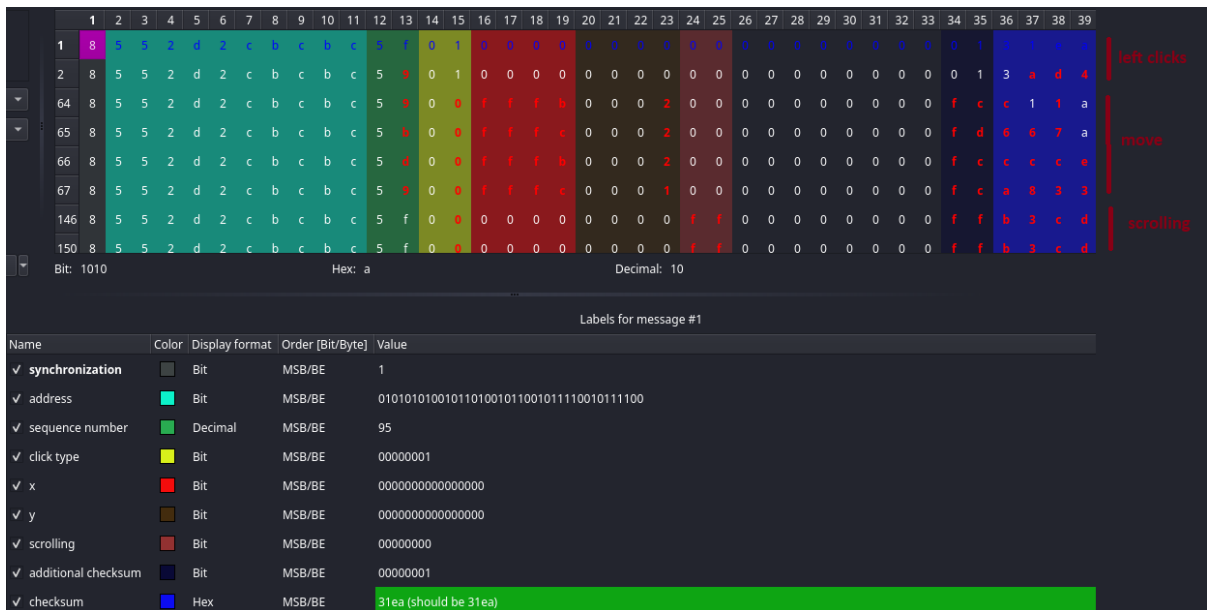 1 2 3 4 5 6 7 8 9 10 11 12 13 14 15 16 17 18 19 20 21 22 23 24 25 26 27 28 29 30 31 32 33 34 35 36 37 38 39
1 8 5 5 2 d 2 c b c b c 5 f 0 1 0 0 0 0 0 0 0 0 0 0 0 0 0 0 0 0 0 0 0 1 3 1 e a
left clicks
2 8 5 5 2 d 2 c b c b c 5 9 0 1 0 0 0 0 0 0 0 0 0 0 0 0 0 0 0 0 0 0 0 1 3 a d 4
64 8 5 5 2 d 2 c b c b c 5 9 0 0 f f f b 0 0 0 2 0 0 0 0 0 0 0 0 0 0 f c c 1 1 a
65 8 5 5 2 d 2 c b c b c 5 b 0 0 f f f c 0 0 0 2 0 0 0 0 0 0 0 0 0 0 f d 6 6 7 a
move
66 8 5 5 2 d 2 c b c b c 5 d 0 0 f f f b 0 0 0 2 0 0 0 0 0 0 0 0 0 0 f c c c c e
67 8 5 5 2 d 2 c b c b c 5 9 0 0 f f f c 0 0 0 1 0 0 0 0 0 0 0 0 0 0 f c a 8 3 3
146 8 5 5 2 d 2 c b c b c 5 f 0 0 0 0 0 0 0 0 0 0 f f 0 0 0 0 0 0 0 0 f f b 3 c d
scrolling
150 8 5 5 2 d 2 c b c b c 5 f 0 0 0 0 0 0 0 0 0 0 f f 0 0 0 0 0 0 0 0 f f b 3 c d
Bit: 1010 Hex: a Decimal: 10
Labels for message #1
Name Color Display format Order [Bit/Byte] Value
synchronization Bit MSB/BE 1
address Bit MSB/BE 0101010100101101001011001011110010111100
sequence number Decimal MSB/BE 95
click type Bit MSB/BE 00000001
x Bit MSB/BE 0000000000000000
y Bit MSB/BE 0000000000000000
scrolling Bit MSB/BE 00000000
additional checksum Bit MSB/BE 00000001
checksum Hex MSB/BE 31ea (should be 31ea)